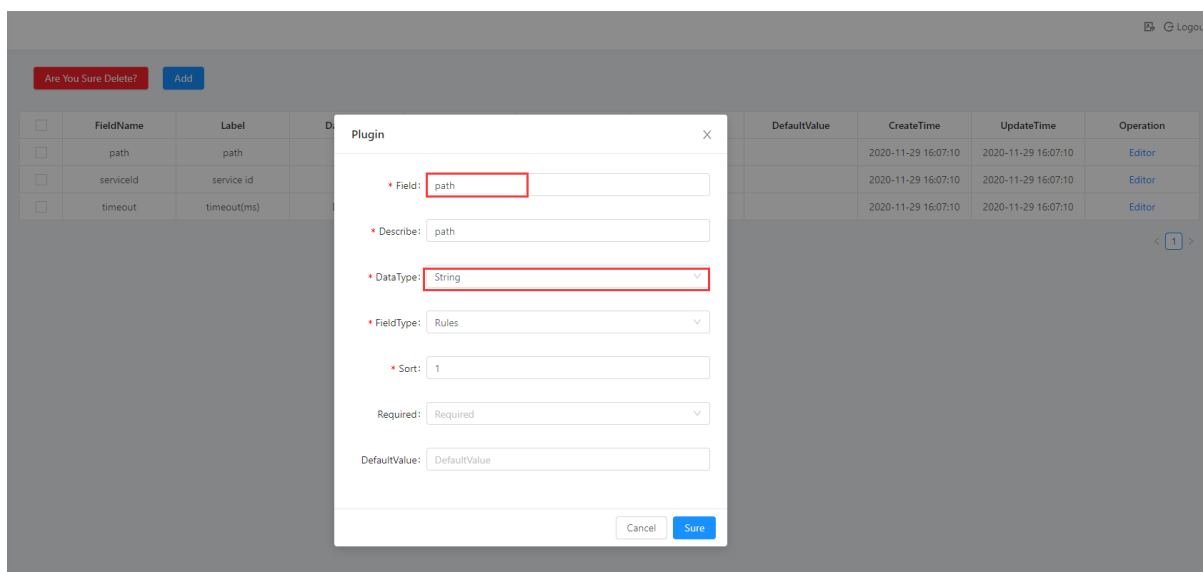 Logou
Are You Sure Delete? Add
FieldName Label Da DefaultValue CreateTime UpdateTime Operation
path path 2020-11-29 16:07:10 2020-11-29 16:07:10 Editor
serviceId service id 2020-11-29 16:07:10 2020-11-29 16:07:10 Editor
timeout timeout(ms) 2020-11-29 16:07:10 2020-11-29 16:07:10 Editor
< 1 >
Plugin
* Field: path
* Describe: path
* DataType: String
* FieldType: Rules
* Sort: 1
Required: Required
DefaultValue: DefaultValue
Cancel Sure